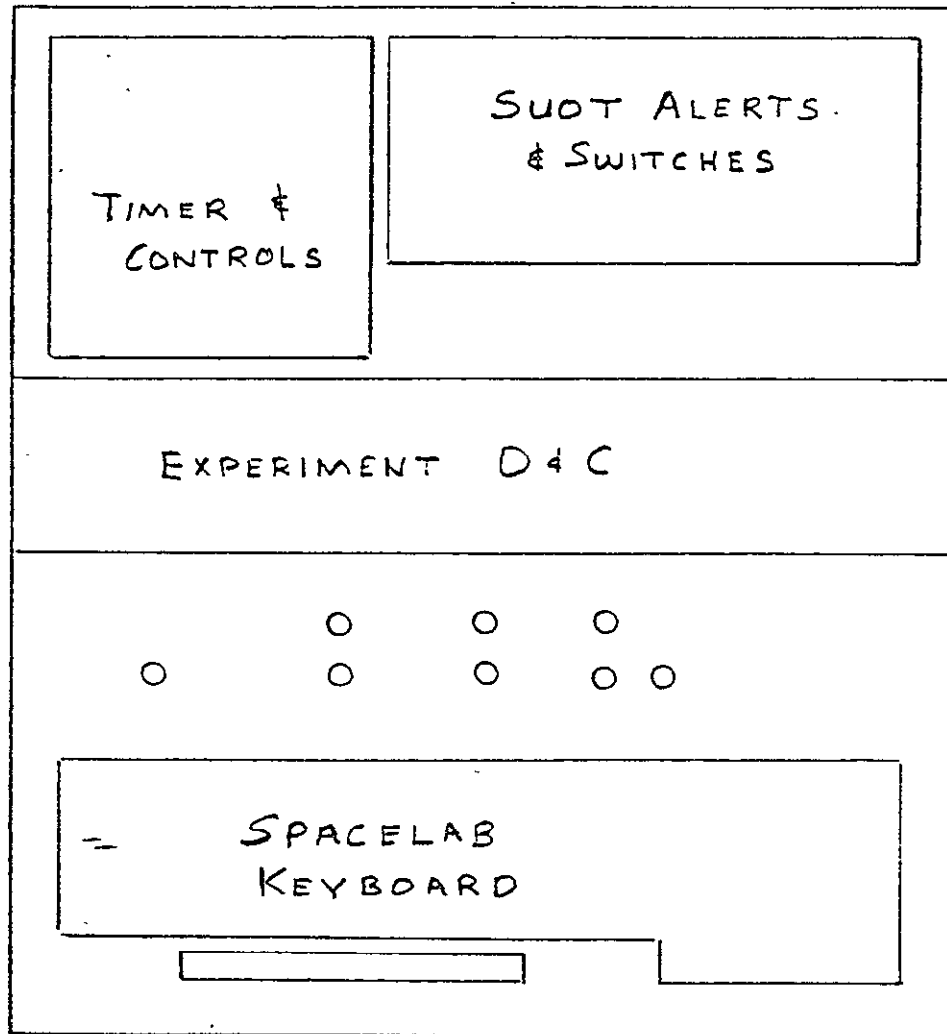 TIMER &
CONTROLS
SUOT ALERTS
& SWITCHES
EXPERIMENT D & C
SPACELAB
KEYBOARD